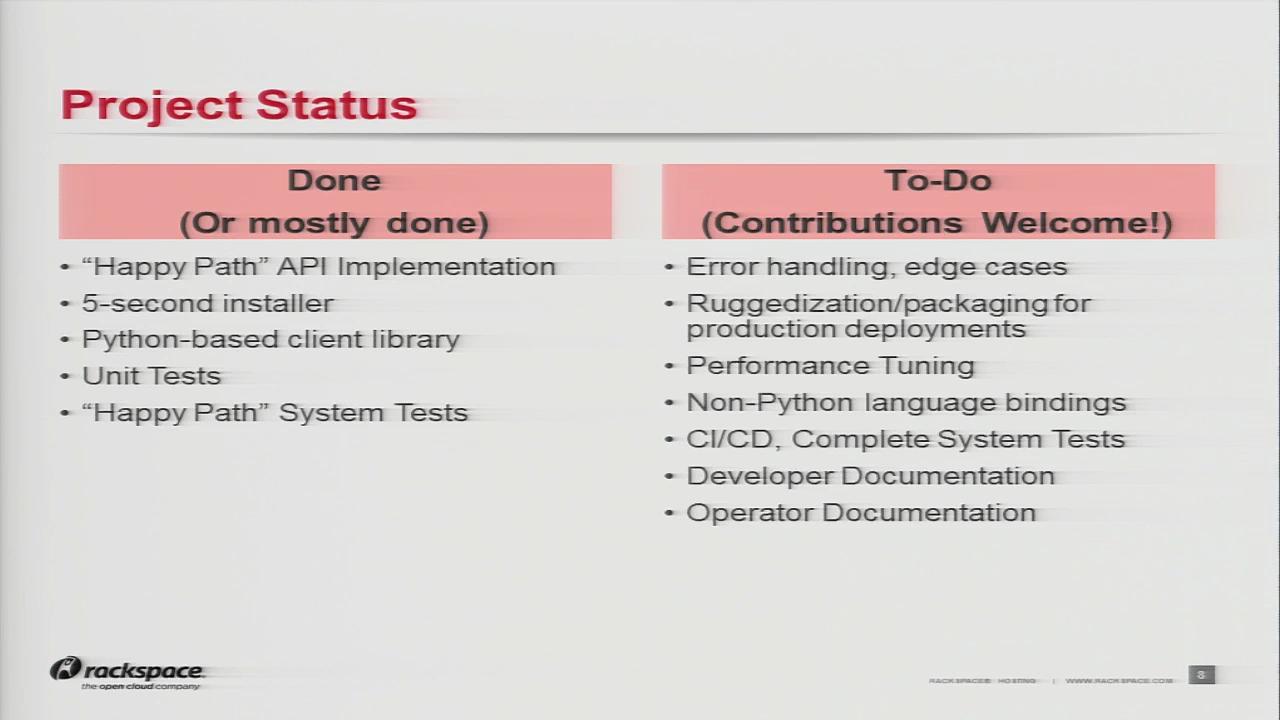 Project Status
Done
(Or mostly done)
• “Happy Path” API Implementation
• 5-second installer
• Python-based client library
• Unit Tests
• “Happy Path” System Tests
To-Do
(Contributions Welcome!)
• Error handling, edge cases
• Ruggedization/packaging for
production deployments
• Performance Tuning
• Non-Python language bindings
• CI/CD, Complete System Tests
• Developer Documentation
• Operator Documentation
rackspace
the open cloud company
RACKSPACE® HOSTING | WWW.RACKSPACE.COM
8